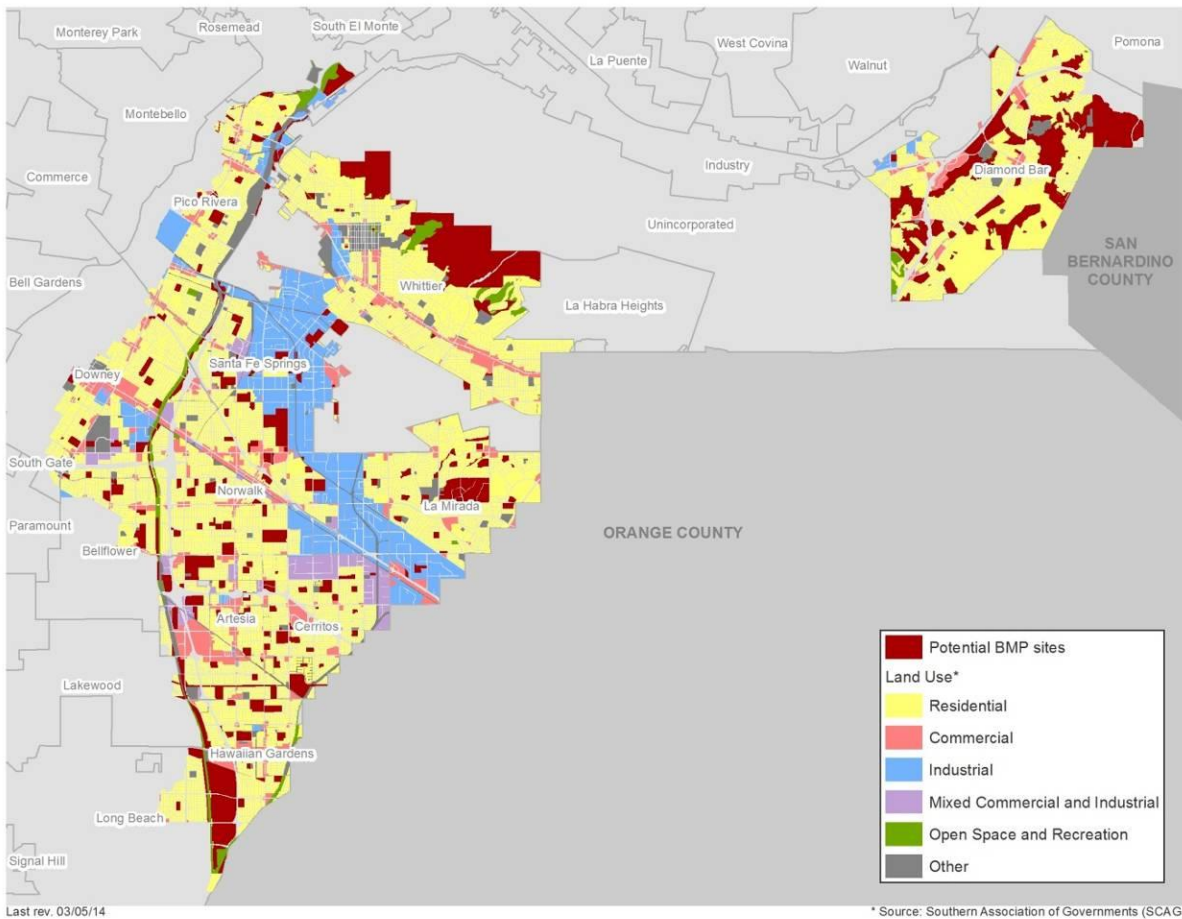 Monterey Park
Rosemead
South El Monte
La Puente
West Covina
Walnut
Pomona
Montebello
Commerce
Industry
Diamond Bar
Pico Rivera
Unincorporated
SAN
BERNARDINO
COUNTY
Bell Gardens
Whittier
La Habra Heights
Santa Fe Springs
Downey
South Gate
Norwalk
La Mirada
Paramount
ORANGE COUNTY
Bellflower
Artesia
Cerritos
Lakewood
Hawaiian Gardens
Long Beach
Signal Hill
Potential BMP sites
Land Use*
Residential
Commercial
Industrial
Mixed Commercial and Industrial
Open Space and Recreation
Other
Last rev. 03/05/14
* Source: Southern Association of Governments (SCAG